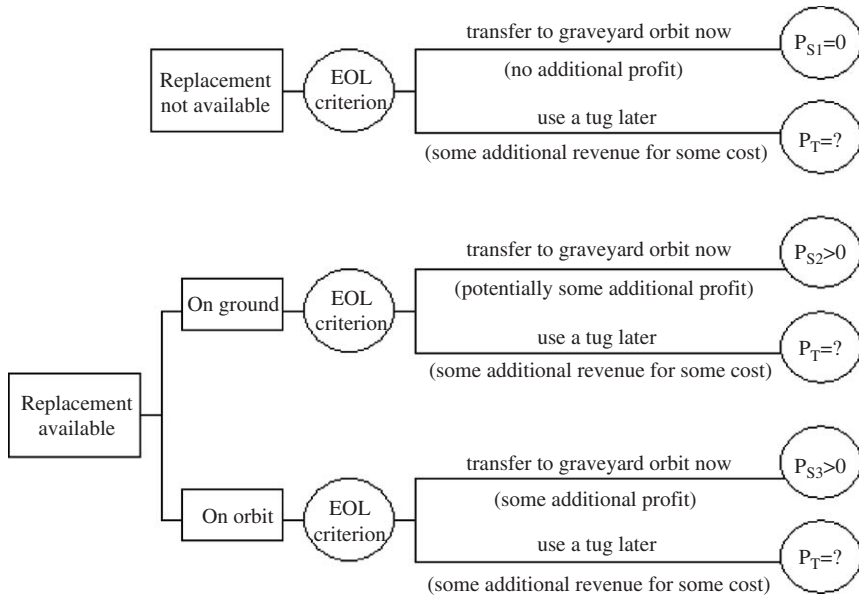 Replacement
not available
EOL
criterion
transfer to graveyard orbit now
(no additional profit)
P_S1=0
use a tug later
(some additional revenue for some cost)
P_T=?
Replacement
available
On ground
EOL
criterion
transfer to graveyard orbit now
(potentially some additional profit)
P_S2>0
use a tug later
(some additional revenue for some cost)
P_T=?
On orbit
EOL
criterion
transfer to graveyard orbit now
(some additional profit)
P_S3>0
use a tug later
(some additional revenue for some cost)
P_T=?